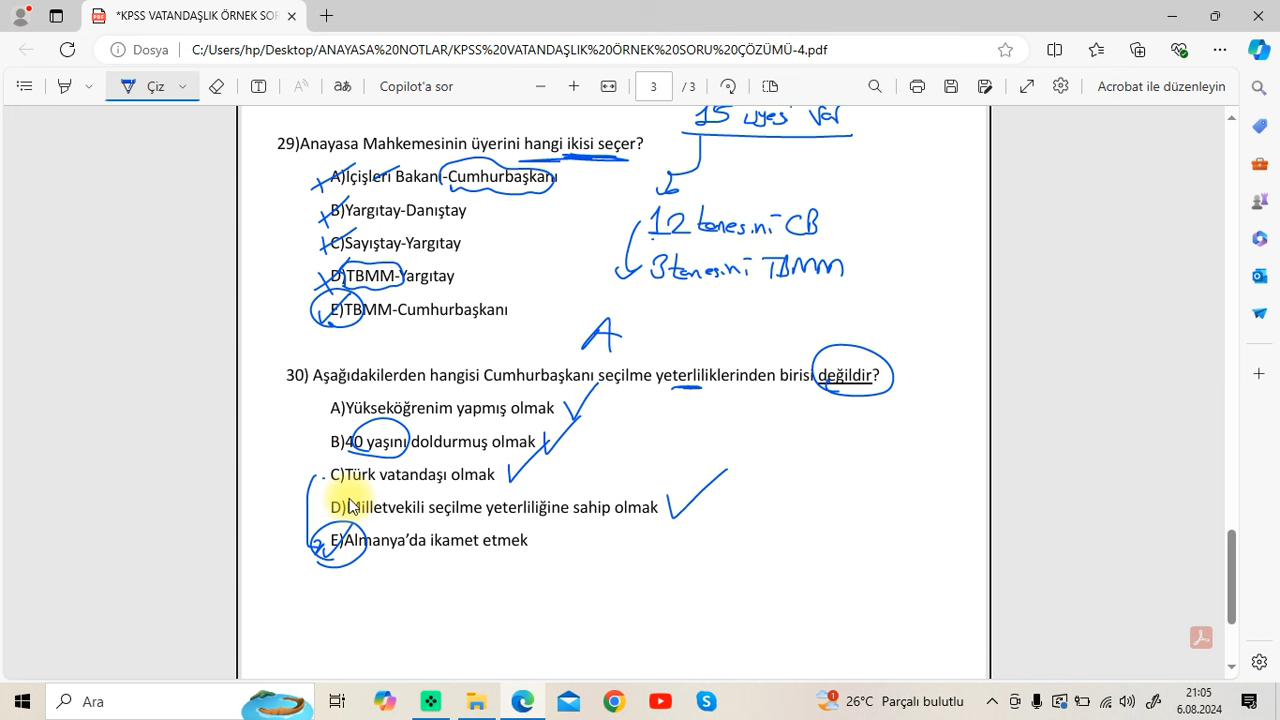 *KPSS VATANDAŞLIK ÖRNEK SOR
Dosya C:/Users/hp/Desktop/ANAYASA%20NOTLAR/KPSS%20VATANDAŞLIK%20ÖRNEK%20SORU%20ÇÖZÜMÜ-4.pdf
Çiz Copilot'a sor 3 / 3 Acrobat ile düzenleyin
15 üyesi var
29)Anayasa Mahkemesinin üyerini hangi ikisi seçer?
A)İçişleri Bakanı-Cumhurbaşkanı
B)Yargıtay-Danıştay
C)Sayıştay-Yargıtay
D)TBMM-Yargıtay
E)TBMM-Cumhurbaşkanı
12 tanesini CB
3 tanesini TBMM
A
30) Aşağıdakilerden hangisi Cumhurbaşkanı seçilme yeterliliklerinden birisi değildir?
A)Yükseköğrenim yapmış olmak
B)40 yaşını doldurmuş olmak
C)Türk vatandaşı olmak
D)Milletvekili seçilme yeterliliğine sahip olmak
E)Almanya'da ikamet etmek
Ara
26°C Parçalı bulutlu
21:05
6.08.2024